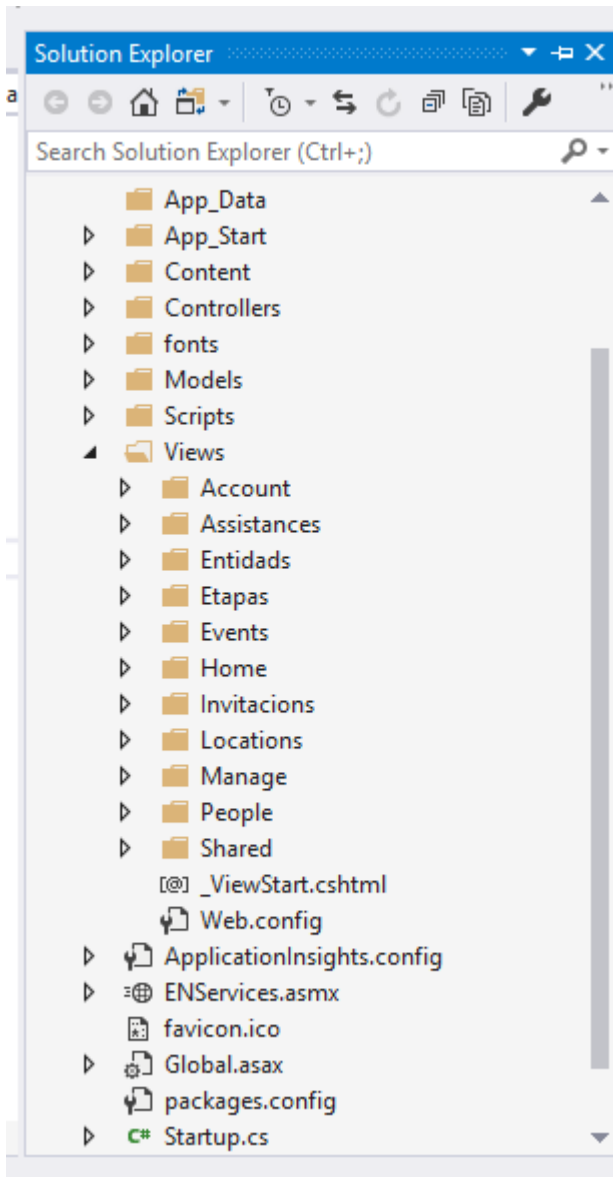 Solution Explorer
a
Search Solution Explorer (Ctrl+;)
App_Data
App_Start
Content
Controllers
fonts
Models
Scripts
Views
Account
Assistances
Entidads
Etapas
Events
Home
Invitacions
Locations
Manage
People
Shared
[@] _ViewStart.cshtml
Web.config
ApplicationInsights.config
ENServices.asmx
favicon.ico
Global.asax
packages.config
C# Startup.cs